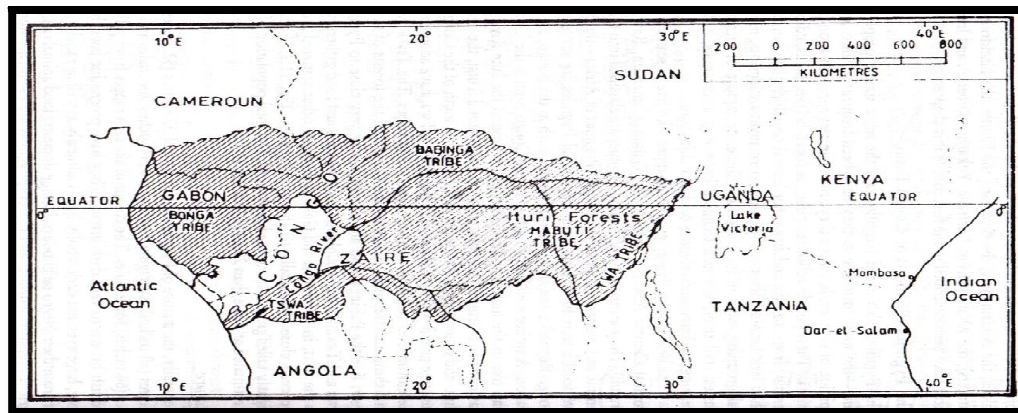 10°E
20°
30°E
40°E
200 0 200 400 600 800
KILOMETRES
SUDAN
CAMEROUN
BABINGA
TRIBE
EQUATOR
0°
GABON
BONGA
TRIBE
CONGO
Congo River
ZAIRE
Ituri Forests
MABUTI
TRIBE
TWA TRIBE
UGANDA
Lake
Victoria
KENYA
EQUATOR
0°
Atlantic
Ocean
TSWA
TRIBE
ANGOLA
TANZANIA
Mombasa
Dar-el-Salam
Indian
Ocean
10°E
20°
30°
40°E